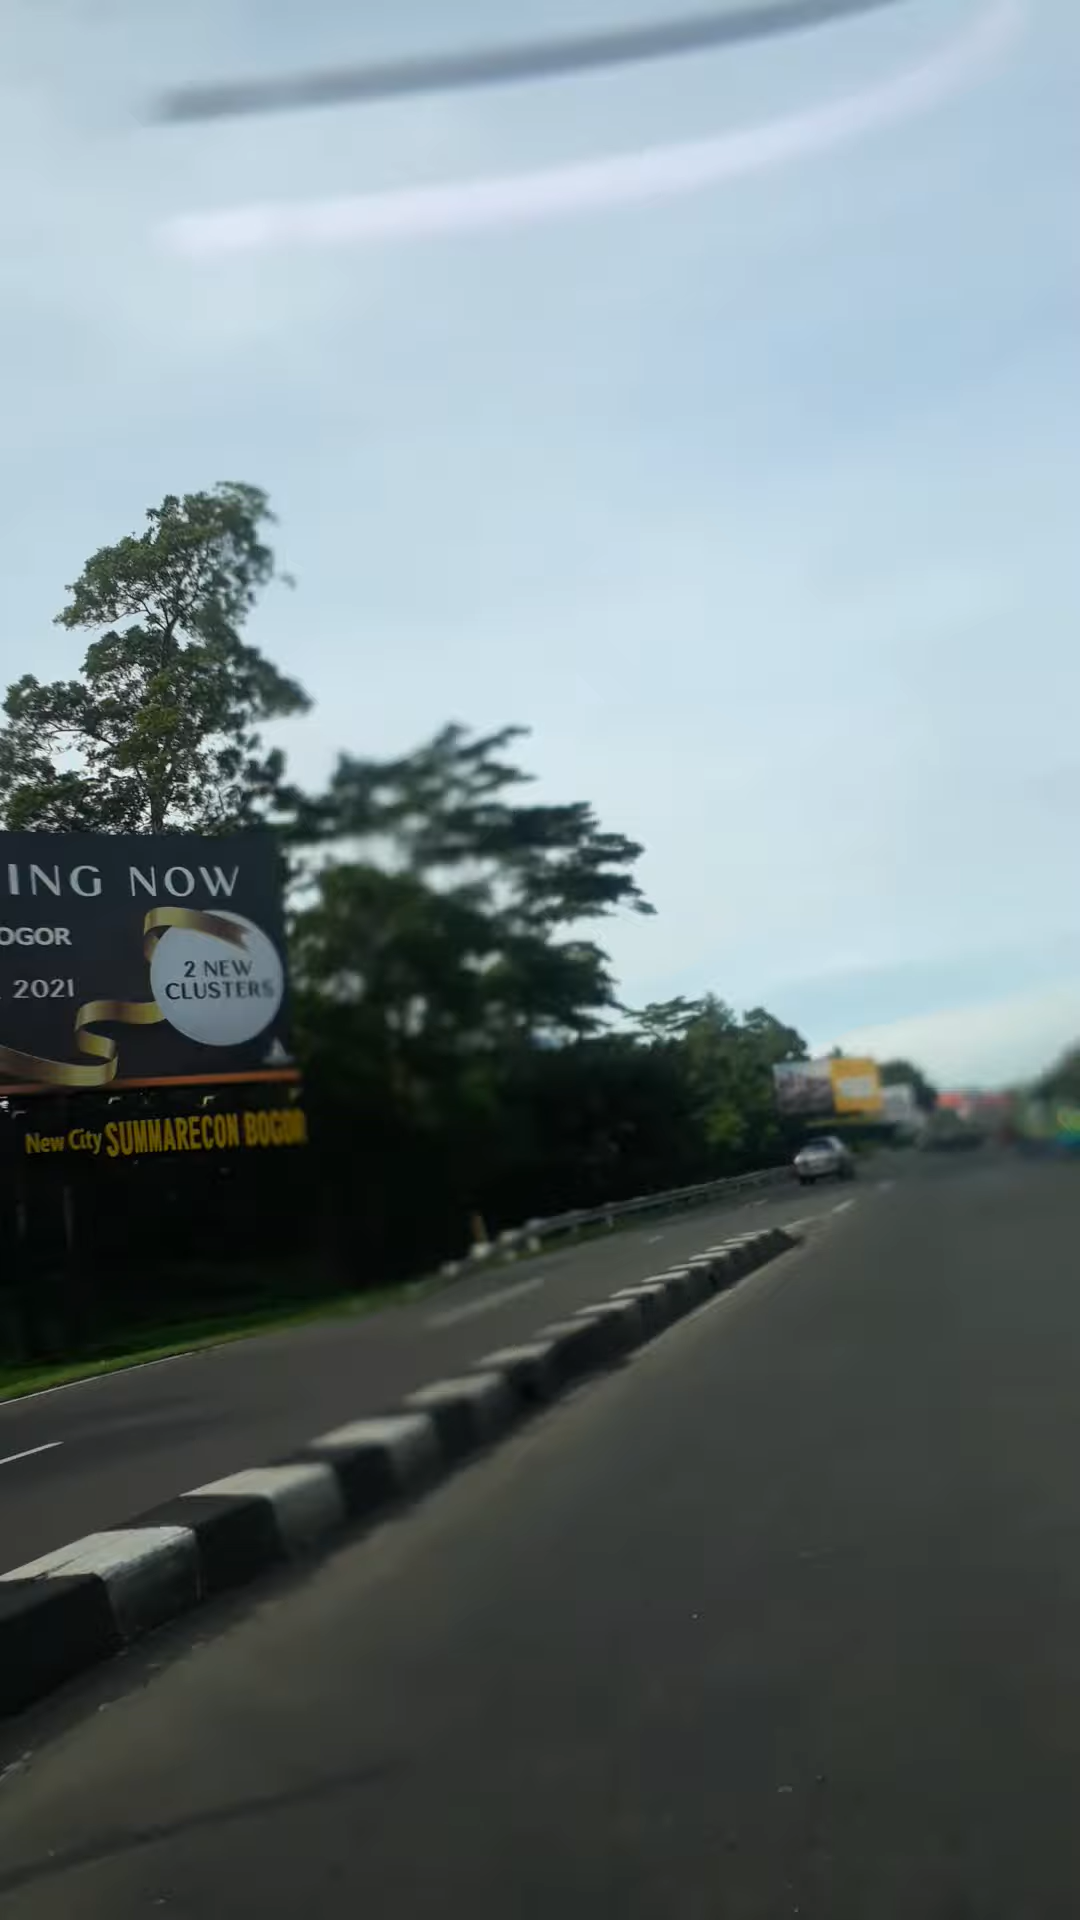 ING NOW
OGOR
2021
2 NEW
CLUSTERS
New City SUMMARECON BOGOR